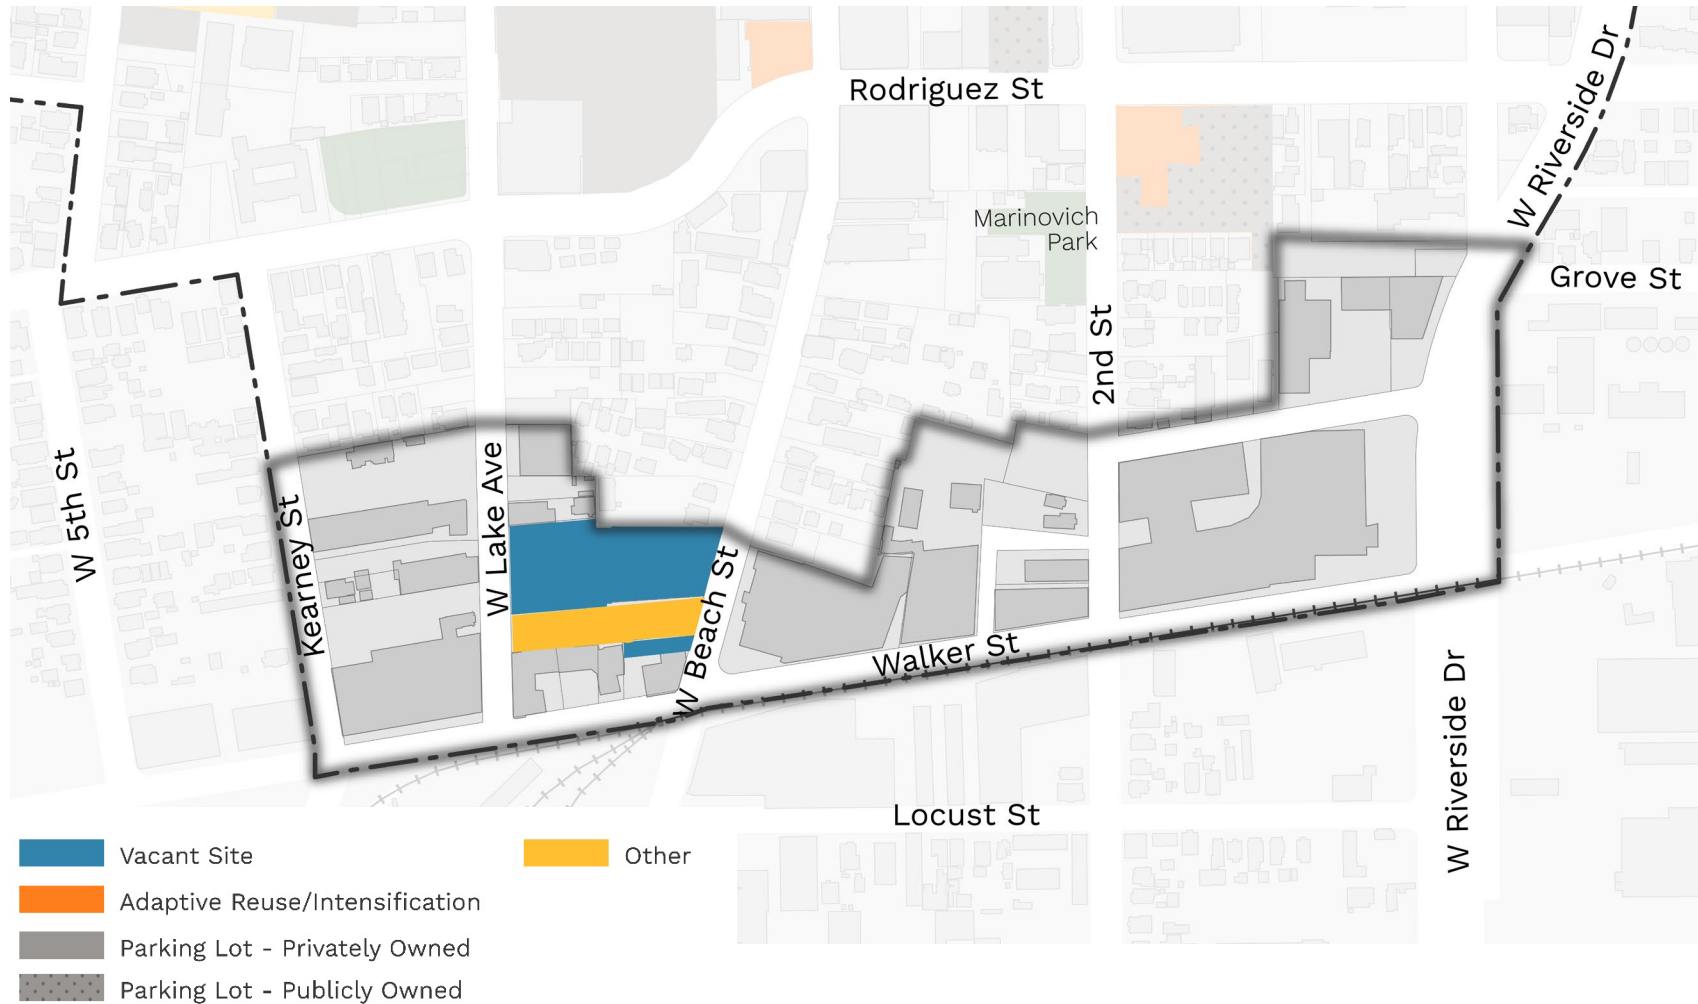 Rodriguez St
W Riverside Dr
Marinovich
Park
Grove St
2nd St
W 5th St
Kearney St
W Lake Ave
W Beach St
Walker St
W Riverside Dr
Locust St
Vacant Site
Other
Adaptive Reuse/Intensification
Parking Lot - Privately Owned
Parking Lot - Publicly Owned